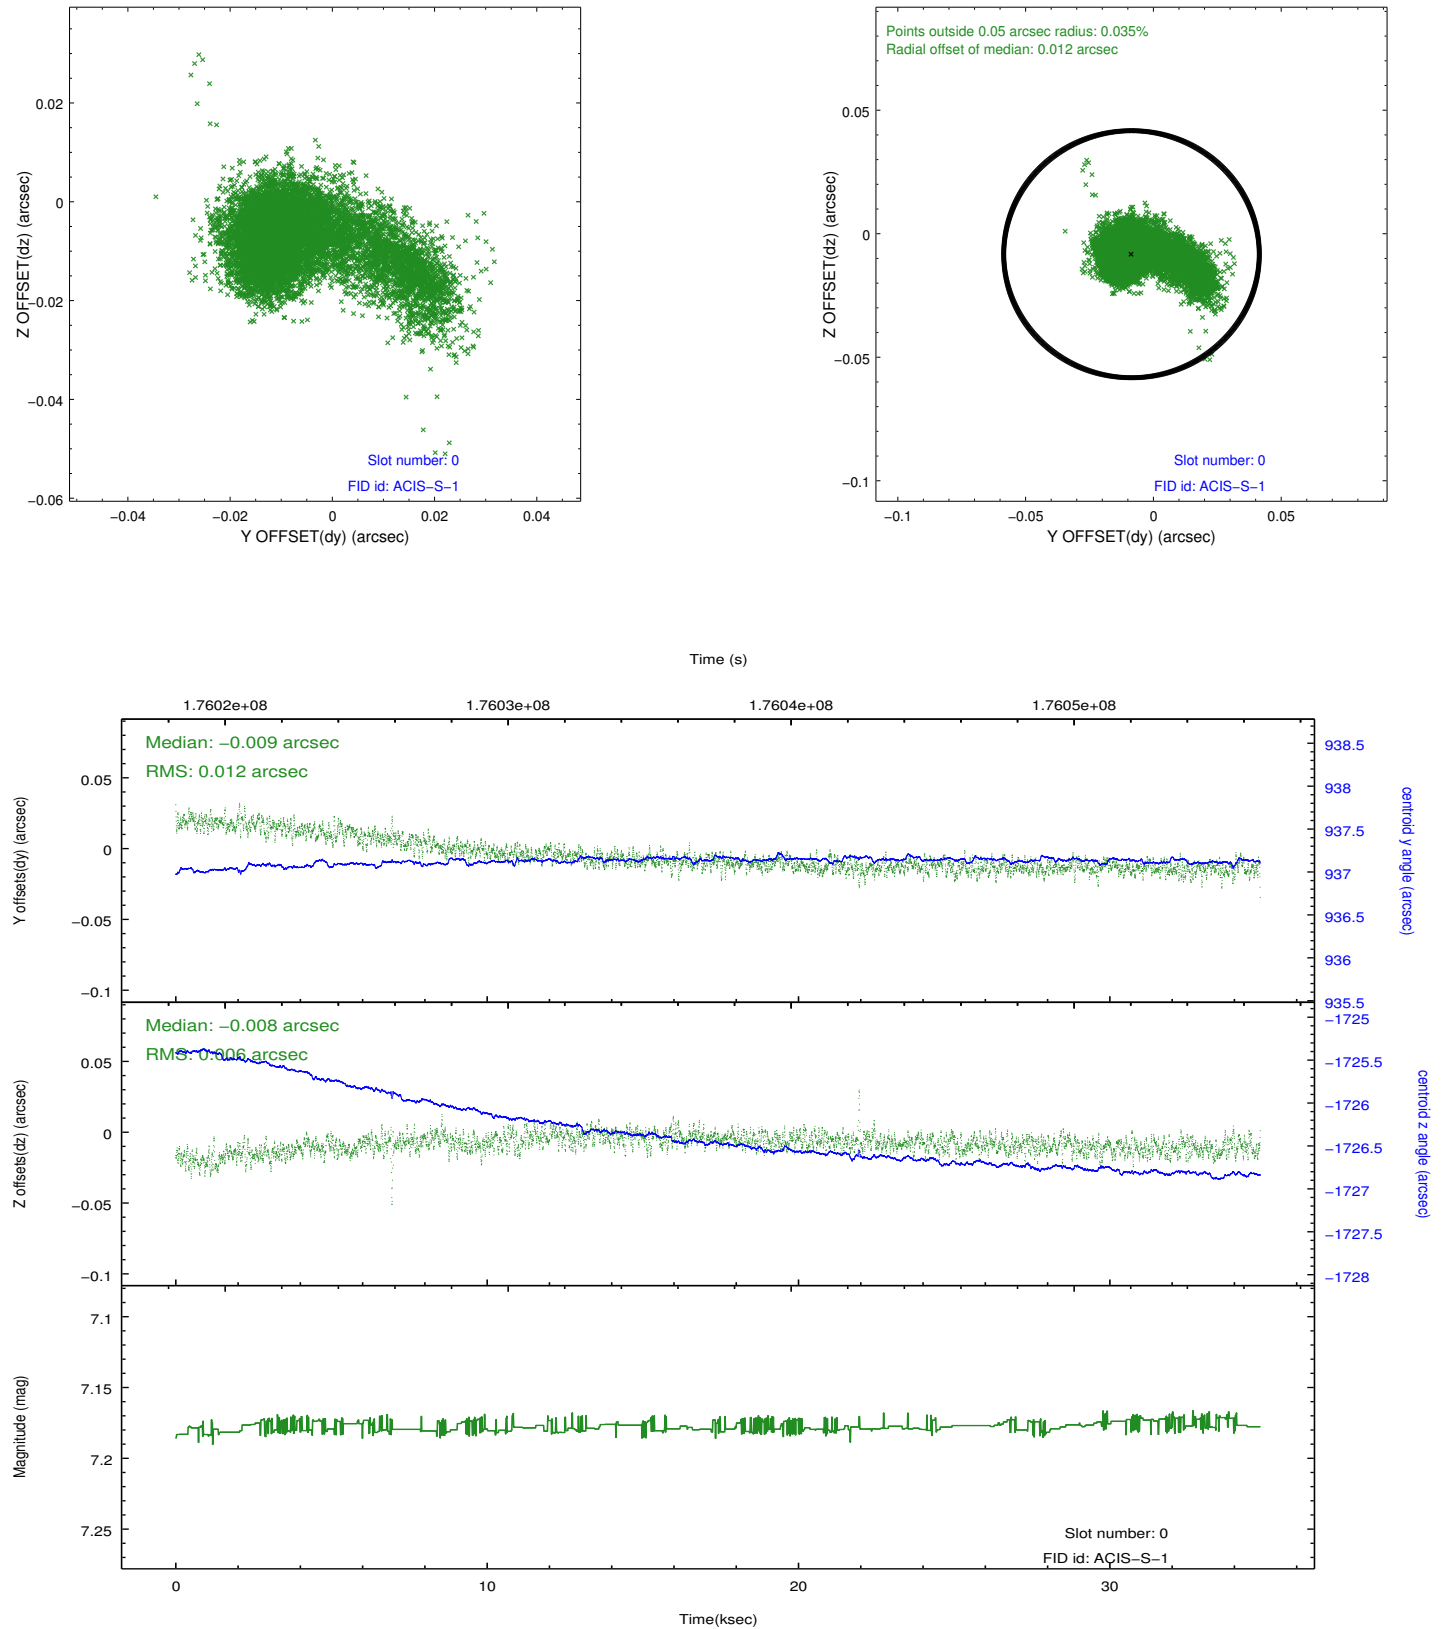 0.02
0
−0.02
−0.04
−0.06
Z OFFSET(dz) (arcsec)
Slot number: 0
FID id: ACIS−S−1
−0.04
−0.02
0
0.02
0.04
Y OFFSET(dy) (arcsec)
Points outside 0.05 arcsec radius: 0.035%
Radial offset of median: 0.012 arcsec
0.05
0
−0.05
−0.1
Z OFFSET(dz) (arcsec)
Slot number: 0
FID id: ACIS−S−1
−0.1
−0.05
0
0.05
Y OFFSET(dy) (arcsec)
Time (s)
1.7602e+08
1.7603e+08
1.7604e+08
1.7605e+08
Median: −0.009 arcsec
RMS: 0.012 arcsec
0.05
0
−0.05
−0.1
Y offsets(dy) (arcsec)
938.5
938
937.5
937
936.5
936
935.5
centroid y angle (arcsec)
Median: −0.008 arcsec
RMS: 0.006 arcsec
0.05
0
−0.05
−0.1
Z offsets(dz) (arcsec)
−1725
−1725.5
−1726
−1726.5
−1727
−1727.5
−1728
centroid z angle (arcsec)
7.1
7.15
7.2
7.25
Magnitude (mag)
Slot number: 0
FID id: ACIS−S−1
0
10
20
30
Time(ksec)